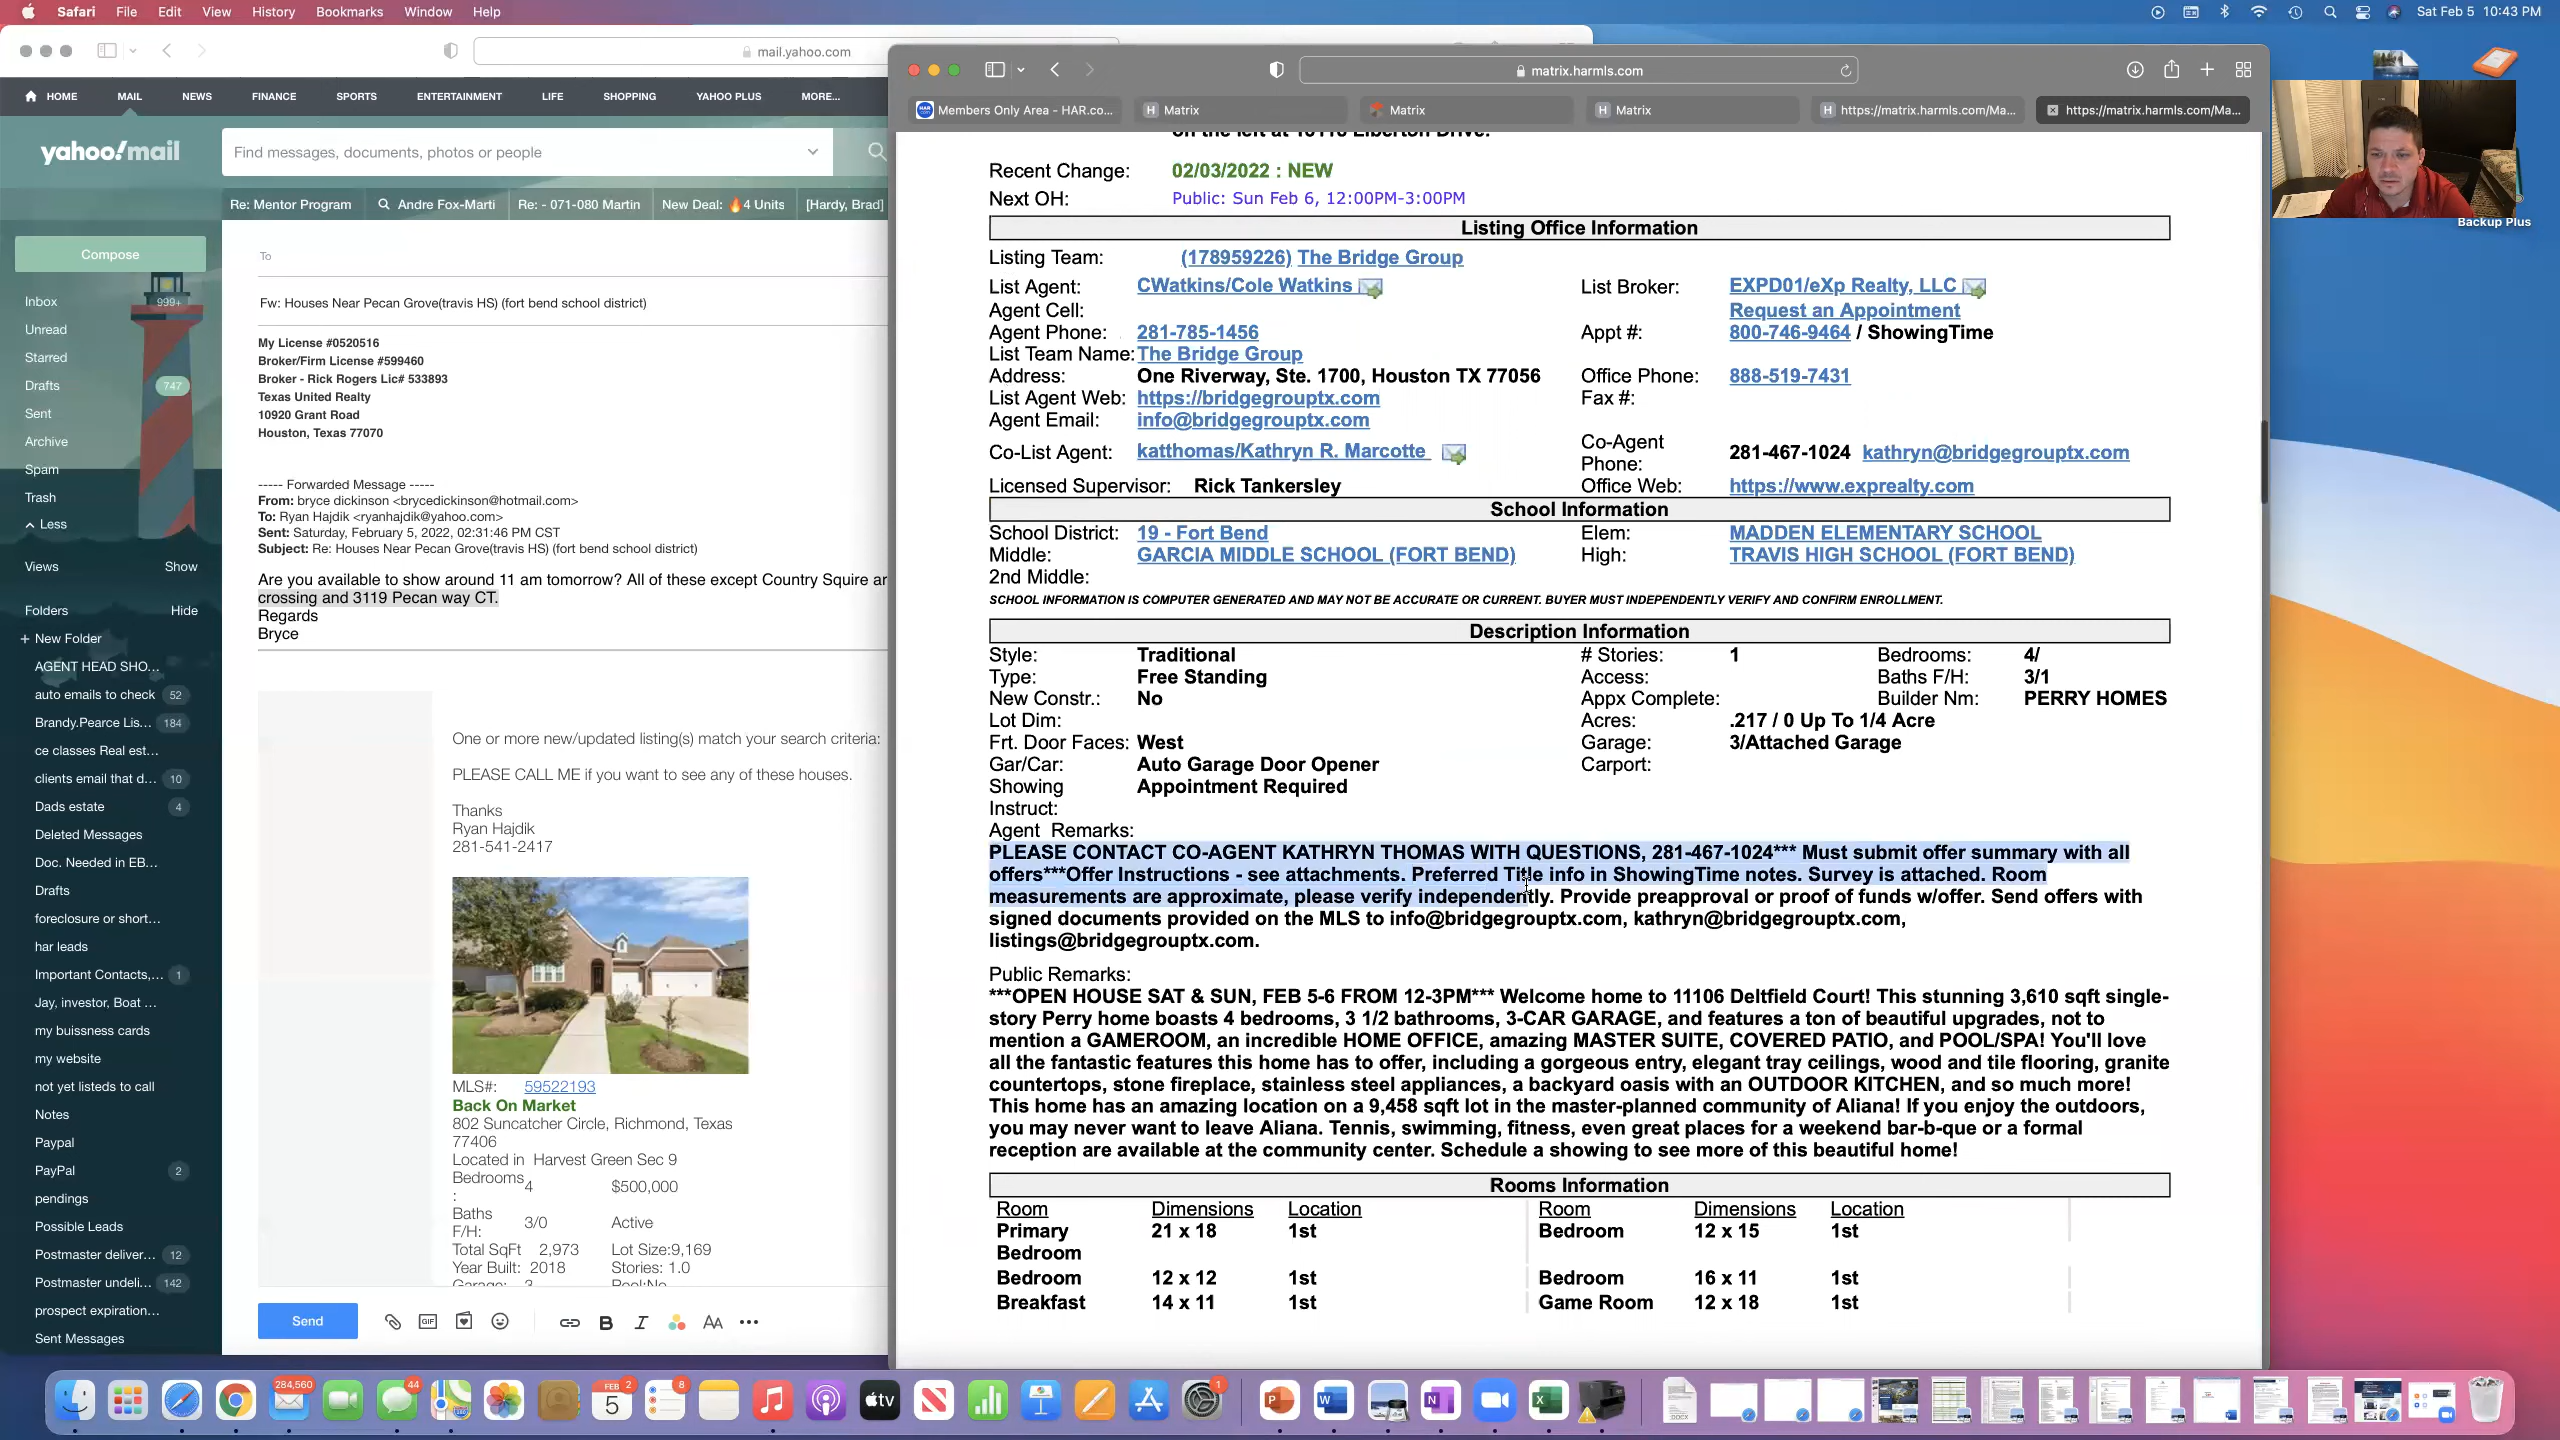 Safari File Edit View History Bookmarks Window Help
Sat Feb 5 10:43 PM
mail.yahoo.com
HOME MAIL NEWS FINANCE SPORTS ENTERTAINMENT LIFE SHOPPING YAHOO PLUS MORE...
yahoo!mail
Find messages, documents, photos or people
Re: Mentor Program
Andre Fox-Marti
Re: - 071-080 Martin
New Deal: 🔥4 Units
[Hardy, Brad]
Compose
Inbox 999+
Unread
Starred
Drafts 747
Sent
Archive
Spam
Trash
Less
Views Show
Folders Hide
+ New Folder
AGENT HEAD SHO...
auto emails to check 52
Brandy.Pearce Lis... 184
ce classes Real est...
clients email that d... 10
Dads estate 4
Deleted Messages
Doc. Needed in EB...
Drafts
foreclosure or short...
har leads
Important Contacts,... 1
Jay, investor, Boat ...
my buissness cards
my website
not yet listeds to call
Notes
Paypal
PayPal 2
pendings
Possible Leads
Postmaster deliver... 12
Postmaster undeli... 142
prospect expiration...
Sent Messages
To
Fw: Houses Near Pecan Grove(travis HS) (fort bend school district)
My License #0520516
Broker/Firm License #599460
Broker - Rick Rogers Lic# 533893
Texas United Realty
10920 Grant Road
Houston, Texas 77070
----- Forwarded Message -----
From: bryce dickinson <brycedickinson@hotmail.com>
To: Ryan Hajdik <ryanhajdik@yahoo.com>
Sent: Saturday, February 5, 2022, 02:31:46 PM CST
Subject: Re: Houses Near Pecan Grove(travis HS) (fort bend school district)
Are you available to show around 11 am tomorrow? All of these except Country Squire ar
crossing and 3119 Pecan way CT.
Regards
Bryce
One or more new/updated listing(s) match your search criteria:
PLEASE CALL ME if you want to see any of these houses.
Thanks
Ryan Hajdik
281-541-2417
MLS#: 59522193
Back On Market
802 Suncatcher Circle, Richmond, Texas
77406
Located in Harvest Green Sec 9
Bedrooms
: 4 $500,000
Baths
F/H: 3/0 Active
Total SqFt 2,973 Lot Size:9,169
Year Built: 2018 Stories: 1.0
Garage: 3 Pool:No
Send
GIF
B I AA
matrix.harmls.com
Members Only Area - HAR.co...
Matrix
Matrix
Matrix
https://matrix.harmls.com/Ma...
https://matrix.harmls.com/Ma...
on the left at 11
Recent Change: 02/03/2022 : NEW
Next OH: Public: Sun Feb 6, 12:00PM-3:00PM
Listing Office Information
Listing Team: (178959226) The Bridge Group
List Agent: CWatkins/Cole Watkins List Broker: EXPD01/eXp Realty, LLC
Agent Cell: Request an Appointment
Agent Phone: 281-785-1456 Appt #: 800-746-9464 / ShowingTime
List Team Name: The Bridge Group
Address: One Riverway, Ste. 1700, Houston TX 77056 Office Phone: 888-519-7431
List Agent Web: https://bridgegrouptx.com Fax #:
Agent Email: info@bridgegrouptx.com
Co-List Agent: katthomas/Kathryn R. Marcotte Co-Agent Phone: 281-467-1024 kathryn@bridgegrouptx.com
Licensed Supervisor: Rick Tankersley Office Web: https://www.exprealty.com
School Information
School District: 19 - Fort Bend Elem: MADDEN ELEMENTARY SCHOOL
Middle: GARCIA MIDDLE SCHOOL (FORT BEND) High: TRAVIS HIGH SCHOOL (FORT BEND)
2nd Middle:
SCHOOL INFORMATION IS COMPUTER GENERATED AND MAY NOT BE ACCURATE OR CURRENT. BUYER MUST INDEPENDENTLY VERIFY AND CONFIRM ENROLLMENT.
Description Information
Style: Traditional # Stories: 1 Bedrooms: 4/
Type: Free Standing Access: Baths F/H: 3/1
New Constr.: No Appx Complete: Builder Nm: PERRY HOMES
Lot Dim: Acres: .217 / 0 Up To 1/4 Acre
Frt. Door Faces: West Garage: 3/Attached Garage
Gar/Car: Auto Garage Door Opener Carport:
Showing Appointment Required
Instruct:
Agent Remarks:
PLEASE CONTACT CO-AGENT KATHRYN THOMAS WITH QUESTIONS, 281-467-1024*** Must submit offer summary with all
offers***Offer Instructions - see attachments. Preferred Title info in ShowingTime notes. Survey is attached. Room
measurements are approximate, please verify independently. Provide preapproval or proof of funds w/offer. Send offers with
signed documents provided on the MLS to info@bridgegrouptx.com, kathryn@bridgegrouptx.com,
listings@bridgegrouptx.com.
Public Remarks:
***OPEN HOUSE SAT & SUN, FEB 5-6 FROM 12-3PM*** Welcome home to 11106 Deltfield Court! This stunning 3,610 sqft single-
story Perry home boasts 4 bedrooms, 3 1/2 bathrooms, 3-CAR GARAGE, and features a ton of beautiful upgrades, not to
mention a GAMEROOM, an incredible HOME OFFICE, amazing MASTER SUITE, COVERED PATIO, and POOL/SPA! You'll love
all the fantastic features this home has to offer, including a gorgeous entry, elegant tray ceilings, wood and tile flooring, granite
countertops, stone fireplace, stainless steel appliances, a backyard oasis with an OUTDOOR KITCHEN, and so much more!
This home has an amazing location on a 9,458 sqft lot in the master-planned community of Aliana! If you enjoy the outdoors,
you may never want to leave Aliana. Tennis, swimming, fitness, even great places for a weekend bar-b-que or a formal
reception are available at the community center. Schedule a showing to see more of this beautiful home!
Rooms Information
Room Dimensions Location Room Dimensions Location
Primary 21 x 18 1st Bedroom 12 x 15 1st
Bedroom
Bedroom 12 x 12 1st Bedroom 16 x 11 1st
Breakfast 14 x 11 1st Game Room 12 x 18 1st
Backup Plus
284,560
44
FEB
5
2
8
tv
1